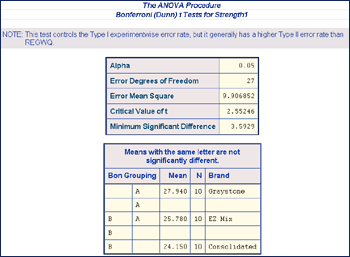 The ANOVA Procedure
Bonferroni (Dunn) t Tests for Strength1
NOTE: This test controls the Type I experimentwise error rate, but it generally has a higher Type II error rate than
REGWQ.
Alpha 0.05
Error Degrees of Freedom 27
Error Mean Square 9.906852
Critical Value of t 2.55246
Minimum Significant Difference 3.5929
Means with the same letter are not
significantly different.
Bon Grouping Mean N Brand
A 27.940 10 Graystone
A
B A 25.780 10 EZ Mix
B
B 24.150 10 Consolidated